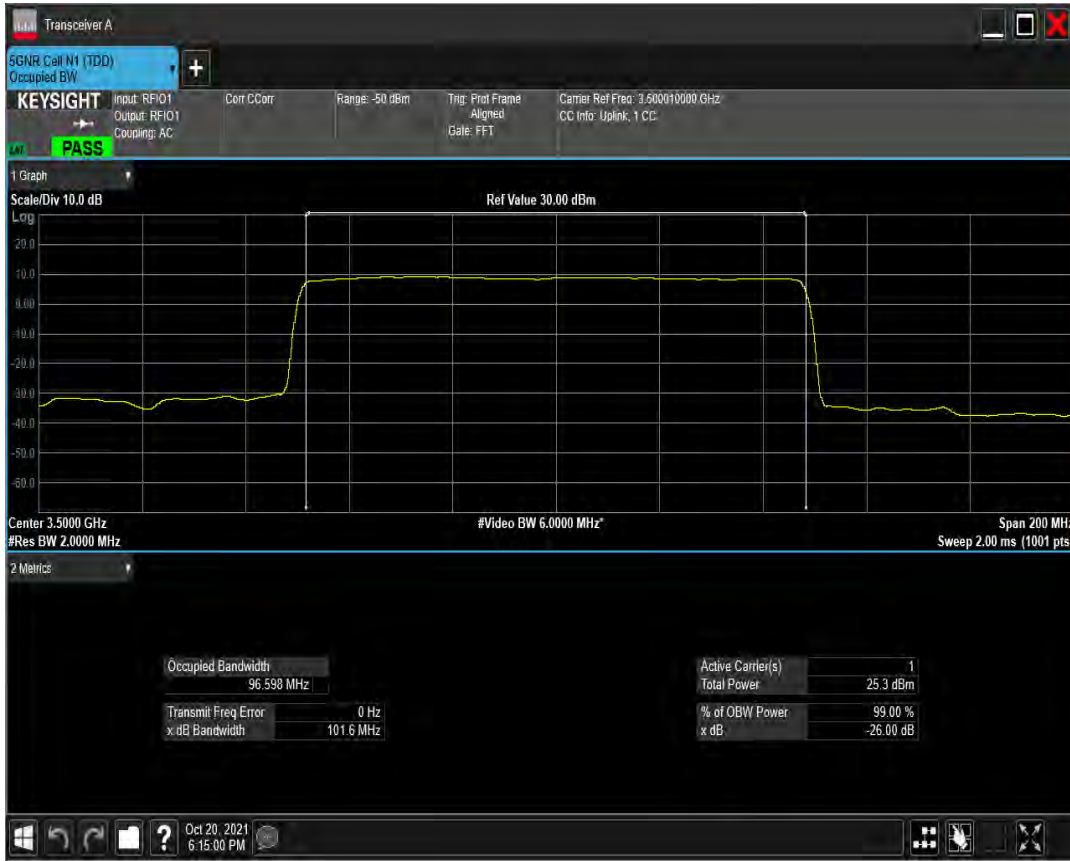 Transceiver A
5GNR Cell N1 (TDD)
Occupied BW
+
KEYSIGHT
Input: RFIO1
Output: RFIO1
Coupling: AC
Corr CCorr
Range: -50 dBm
Trig: Prot Frame
Aligned
Gate: FFT
Carrier Ref Freq: 3.500010000 GHz
CC Info: Uplink, 1 CC
PASS
1 Graph
Scale/Div 10.0 dB
Ref Value 30.00 dBm
Log
20.0
10.0
0.00
-10.0
-20.0
-30.0
-40.0
-50.0
-60.0
Center 3.5000 GHz
#Video BW 6.0000 MHz*
Span 200 MHz
#Res BW 2.0000 MHz
Sweep 2.00 ms (1001 pts
2 Metrics
Occupied Bandwidth
96.598 MHz
Transmit Freq Error 0 Hz
x dB Bandwidth 101.6 MHz
Active Carrier(s) 1
Total Power 25.3 dBm
% of OBW Power 99.00 %
x dB -26.00 dB
?
Oct 20, 2021
6:15:00 PM